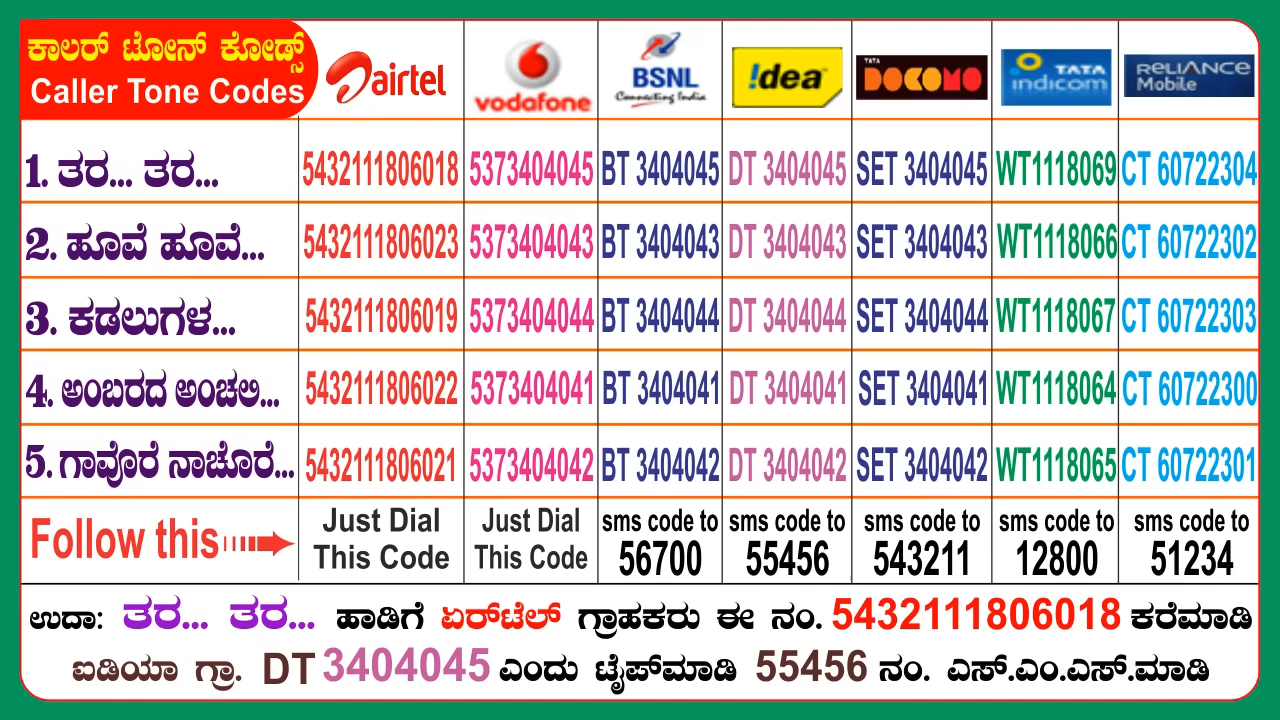 ಕಾಲರ್ ಟೋನ್ ಕೋಡ್ಸ್
Caller Tone Codes
airtel
vodafone
BSNL
Connecting India
!dea
TATA
DOCOMO
TATA
indicom
RELIANCE
Mobile
1. ತರ... ತರ... 5432111806018 5373404045 BT 3404045 DT 3404045 SET 3404045 WT1118069 CT 60722304
2. ಹೂವೆ ಹೂವೆ... 5432111806023 5373404043 BT 3404043 DT 3404043 SET 3404043 WT1118066 CT 60722302
3. ಕಡಲುಗಳ... 5432111806019 5373404044 BT 3404044 DT 3404044 SET 3404044 WT1118067 CT 60722303
4. ಅಂಬರದ ಅಂಚಲಿ... 5432111806022 5373404041 BT 3404041 DT 3404041 SET 3404041 WT1118064 CT 60722300
5. ಗಾವೊರೆ ನಾಚೊರೆ... 5432111806021 5373404042 BT 3404042 DT 3404042 SET 3404042 WT1118065 CT 60722301
Follow this
Just Dial
This Code
Just Dial
This Code
sms code to
56700
sms code to
55456
sms code to
543211
sms code to
12800
sms code to
51234
ಉದಾ: ತರ... ತರ... ಹಾಡಿಗೆ ಏರ್‌ಟೆಲ್ ಗ್ರಾಹಕರು ಈ ನಂ. 5432111806018 ಕರೆಮಾಡಿ
ಐಡಿಯಾ ಗ್ರಾ. DT 3404045 ಎಂದು ಟೈಪ್‌ಮಾಡಿ 55456 ನಂ. ಎಸ್.ಎಂ.ಎಸ್.ಮಾಡಿ